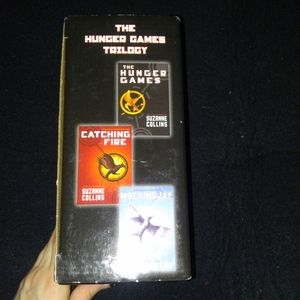 THE
HUNGER GAMES
TRILOGY
THE
HUNGER
GAMES
SUZANNE
COLLINS
CATCHING
FIRE
SUZANNE
COLLINS
MOCKINGJAY